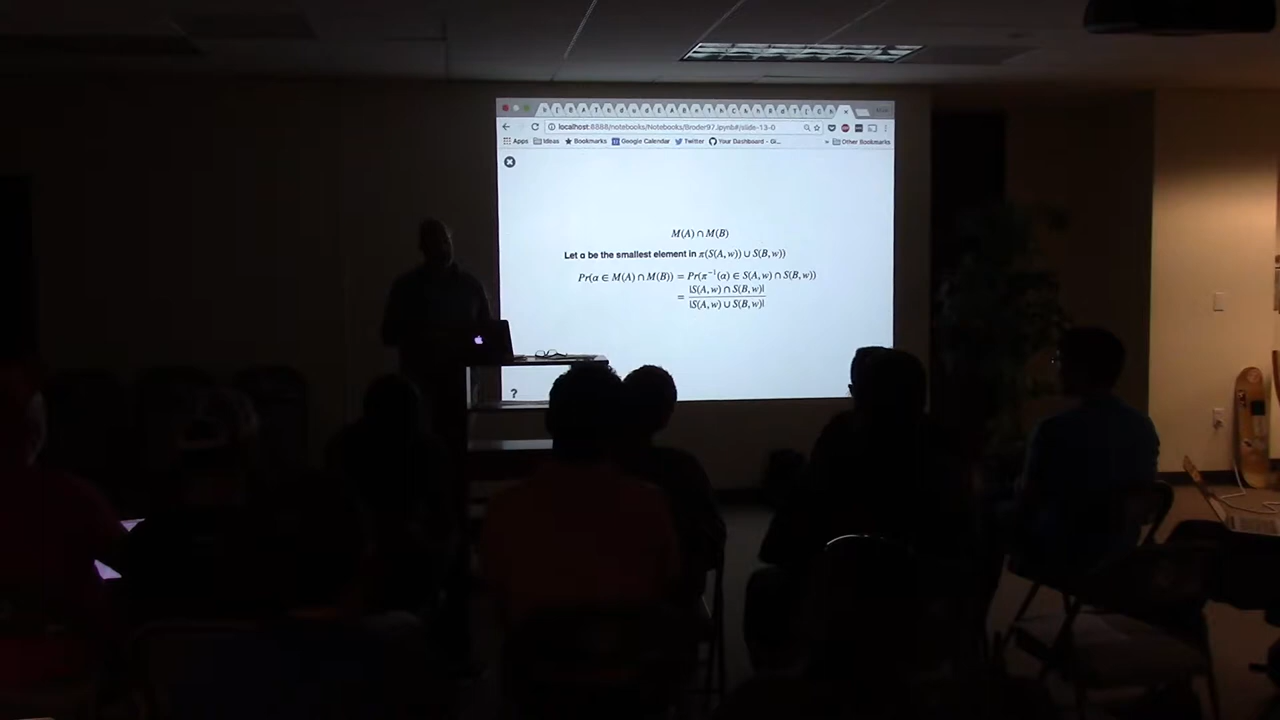 localhost:8888/notebooks/Notebooks/Broder97.ipynb#/slide-13-0
Apps Ideas Bookmarks Google Calendar Twitter Your Dashboard - Gi... » Other Bookmarks
M(A) ∩ M(B)
Let α be the smallest element in π(S(A, w)) ∪ S(B, w))
Pr(α ∈ M(A) ∩ M(B)) = Pr(π⁻¹(α) ∈ S(A, w) ∩ S(B, w))
= |S(A, w) ∩ S(B, w)|
|S(A, w) ∪ S(B, w)|
?